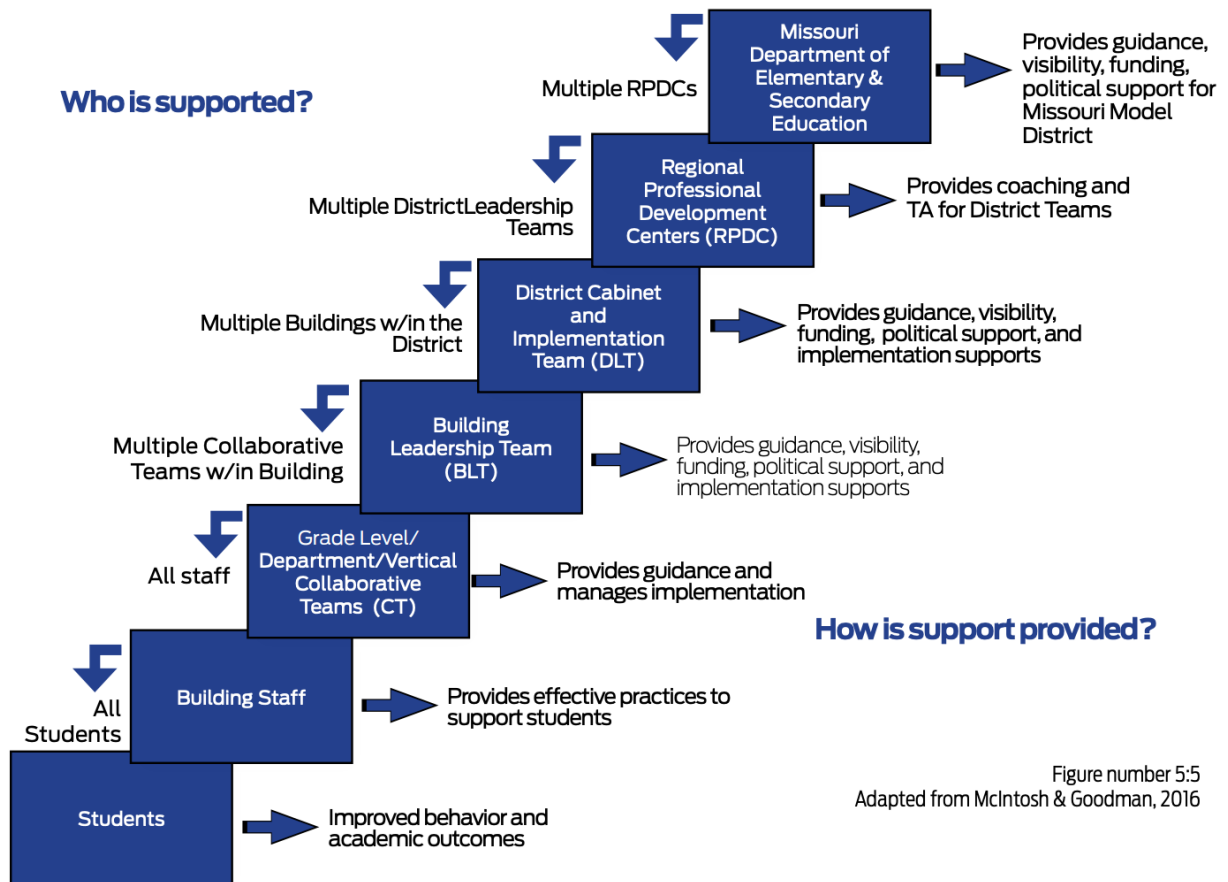 Who is supported?
Multiple RPDCs
Missouri
Department of
Elementary &
Secondary
Education
Provides guidance,
visibility, funding,
political support for
Missouri Model
District
Multiple DistrictLeadership
Teams
Regional
Professional
Development
Centers (RPDC)
Provides coaching and
TA for District Teams
Multiple Buildings w/in the
District
District Cabinet
and
Implementation
Team (DLT)
Provides guidance, visibility,
funding, political support, and
implementation supports
Multiple Collaborative
Teams w/in Building
Building
Leadership Team
(BLT)
Provides guidance, visibility,
funding, political support, and
implementation supports
All staff
Grade Level/
Department/Vertical
Collaborative
Teams (CT)
Provides guidance and
manages implementation
How is support provided?
All
Students
Building Staff
Provides effective practices to
support students
Students
Improved behavior and
academic outcomes
Figure number 5:5
Adapted from McIntosh & Goodman, 2016